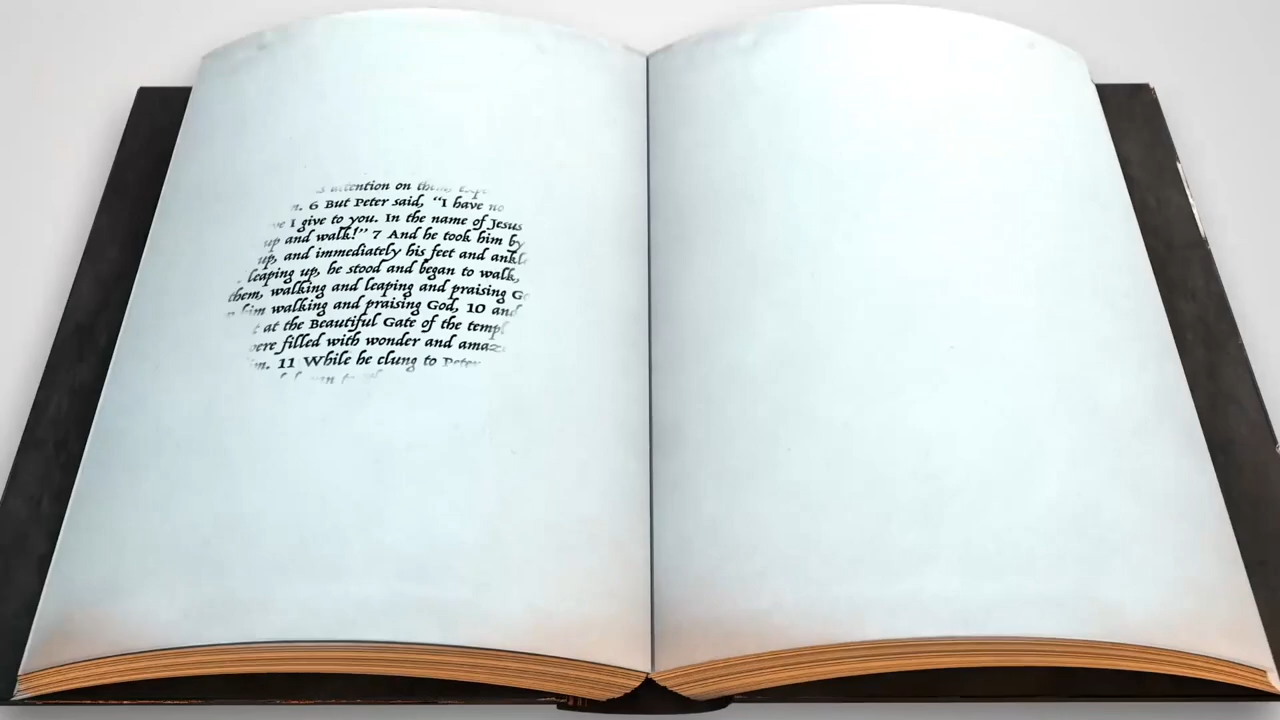 attention on them,
6 But Peter said, “I have no
I give to you. In the name of Jesus
up and walk!” 7 And he took him by
up, and immediately his feet and
leaping up, he stood and began to walk,
them, walking and leaping and praising
him walking and praising God, 10 and
at the Beautiful Gate of the
were filled with wonder and
11 While he clung to Peter